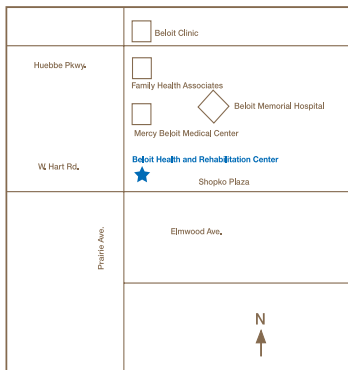 Beloit Clinic
Huebbe Pkwy.
Family Health Associates
Beloit Memorial Hospital
Mercy Beloit Medical Center
Beloit Health and Rehabilitation Center
W. Hart Rd.
Shopko Plaza
Prairie Ave.
Elmwood Ave.
N